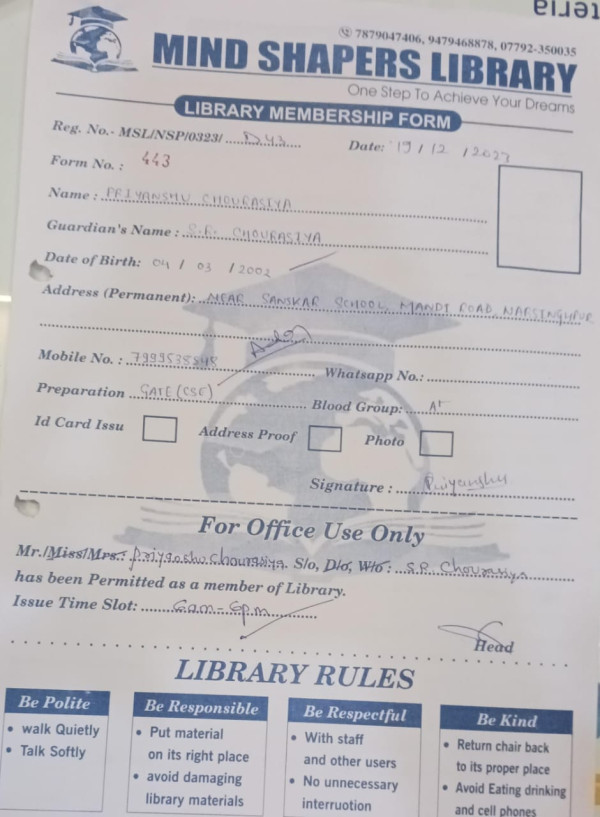 7879047406, 9479468878, 07792-350035
MIND SHAPERS LIBRARY
One Step To Achieve Your Dreams
LIBRARY MEMBERSHIP FORM
Reg. No.- MSL/NSP/0323/ D43 Date: 19 / 12 / 2023
Form No. : 443
Name : PRIYANSHU CHOURASIYA
Guardian's Name : S.R. CHOURASIYA
Date of Birth: 04 / 03 / 2002
Address (Permanent): NEAR SANSKAR SCHOOL, MANDI ROAD, NARSINGHPUR
Mobile No. : Whatsapp No.:
Preparation GATE (CSE) Blood Group: A+
Id Card Issu Address Proof Photo
Signature : Priyanshu
For Office Use Only
Mr./Miss/Mrs.: Priyanshu Chourasiya S/o, D/o, W/o : S.R. Chourasiya
has been Permitted as a member of Library.
Issue Time Slot: 6am-6pm
Head
LIBRARY RULES
Be Polite Be Responsible Be Respectful Be Kind
• walk Quietly
• Talk Softly
• Put material
on its right place
• avoid damaging
library materials
• With staff
and other users
• No unnecessary
interruotion
• Return chair back
to its proper place
• Avoid Eating drinking
and cell phones